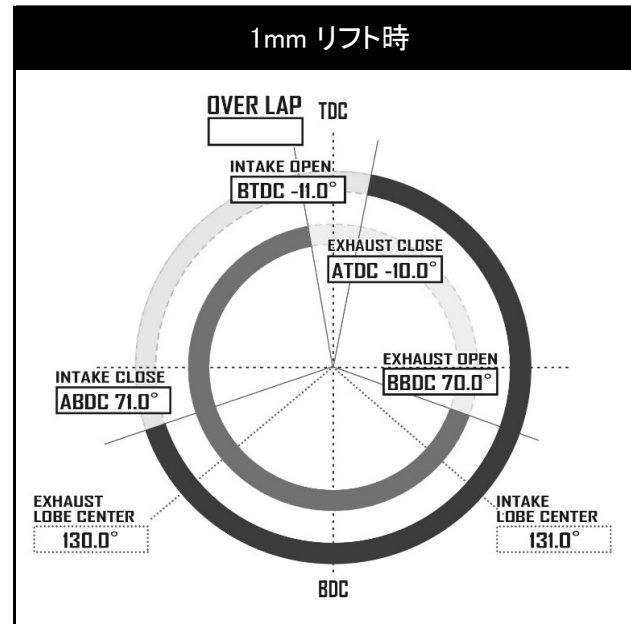 1mm リフト時
OVER LAP
TDC
INTAKE OPEN
BTDC -11.0°
EXHAUST CLOSE
ATDC -10.0°
EXHAUST OPEN
BBDC 70.0°
INTAKE CLOSE
ABDC 71.0°
EXHAUST
LOBE CENTER
130.0°
INTAKE
LOBE CENTER
131.0°
BDC